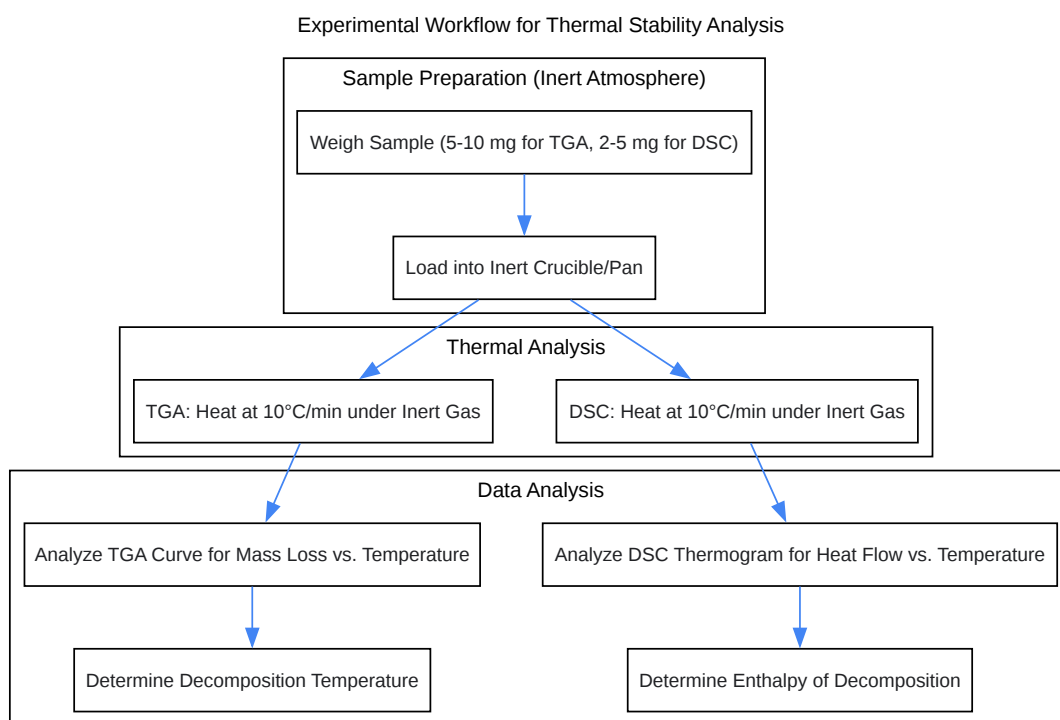 Experimental Workflow for Thermal Stability Analysis
Sample Preparation (Inert Atmosphere)
Weigh Sample (5-10 mg for TGA, 2-5 mg for DSC)
Load into Inert Crucible/Pan
Thermal Analysis
TGA: Heat at 10°C/min under Inert Gas
DSC: Heat at 10°C/min under Inert Gas
Data Analysis
Analyze TGA Curve for Mass Loss vs. Temperature
Analyze DSC Thermogram for Heat Flow vs. Temperature
Determine Decomposition Temperature
Determine Enthalpy of Decomposition